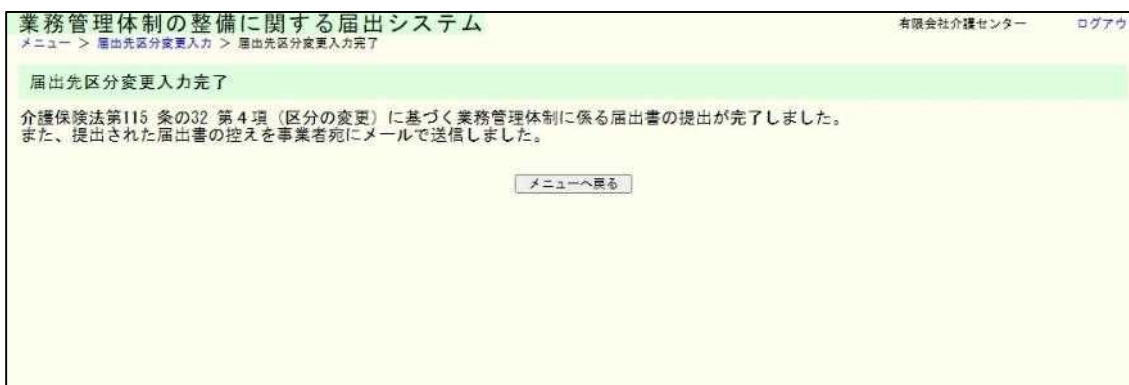 業務管理体制の整備に関する届出システム
有限会社介護センター ログアウ
メニュー ＞ 届出先区分変更入力 ＞ 届出先区分変更入力完了
届出先区分変更入力完了
介護保険法第115 条の32 第４項（区分の変更）に基づく業務管理体制に係る届出書の提出が完了しました。
また、提出された届出書の控えを事業者宛にメールで送信しました。
メニューへ戻る